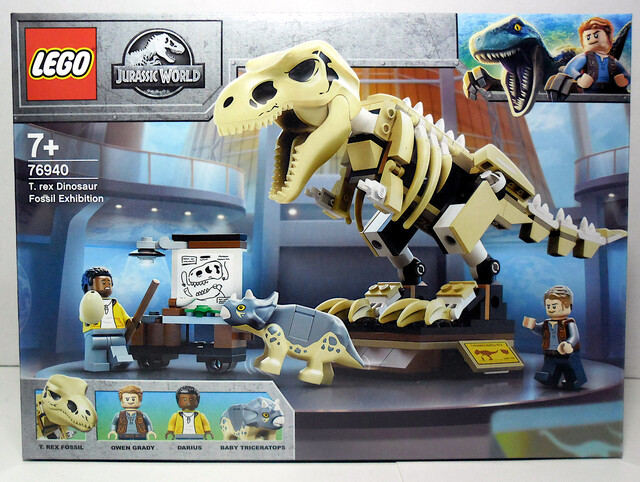 LEGO
JURASSIC WORLD
7+
76940
T. rex Dinosaur
Fossil Exhibition
T. REX FOSSIL
OWEN GRADY
DARIUS
BABY TRICERATOPS